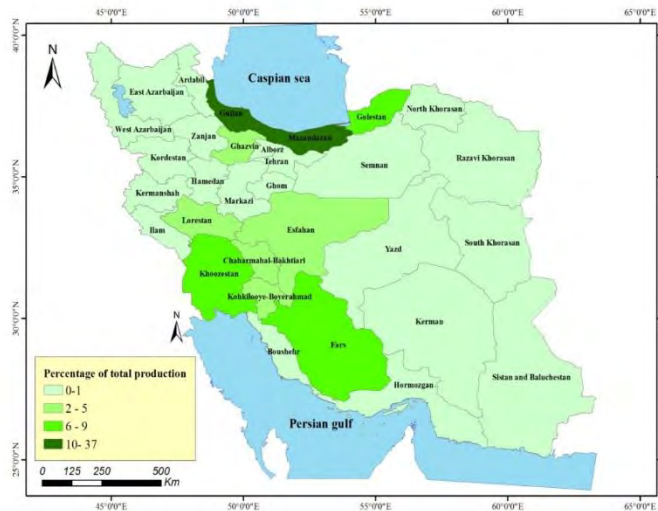 45°0'0"E 50°0'0"E 55°0'0"E 60°0'0"E 65°0'0"E
40°0'0"N
35°0'0"N
30°0'0"N
25°0'0"N
N
Caspian sea
Ardabil
East Azarbaijan
Guilan
Golestan
North Khorasan
West Azarbaijan
Zanjan
Ghazvin
Alborz
Mazandaran
Tehran
Semnan
Razavi Khorasan
Kordestan
Hamedan
Ghom
Kermanshah
Markazi
Lorestan
Esfahan
Ilam
Yazd
South Khorasan
Chaharmahal-Bakhtiari
Khoozestan
Kohkilooye-Boyerahmad
Kerman
N
Fars
Boushehr
Hormozgan
Sistan and Baluchestan
Persian gulf
Percentage of total production
0-1
2 - 5
6 - 9
10- 37
0 125 250 500
Km
45°0'0"E 50°0'0"E 55°0'0"E 60°0'0"E 65°0'0"E